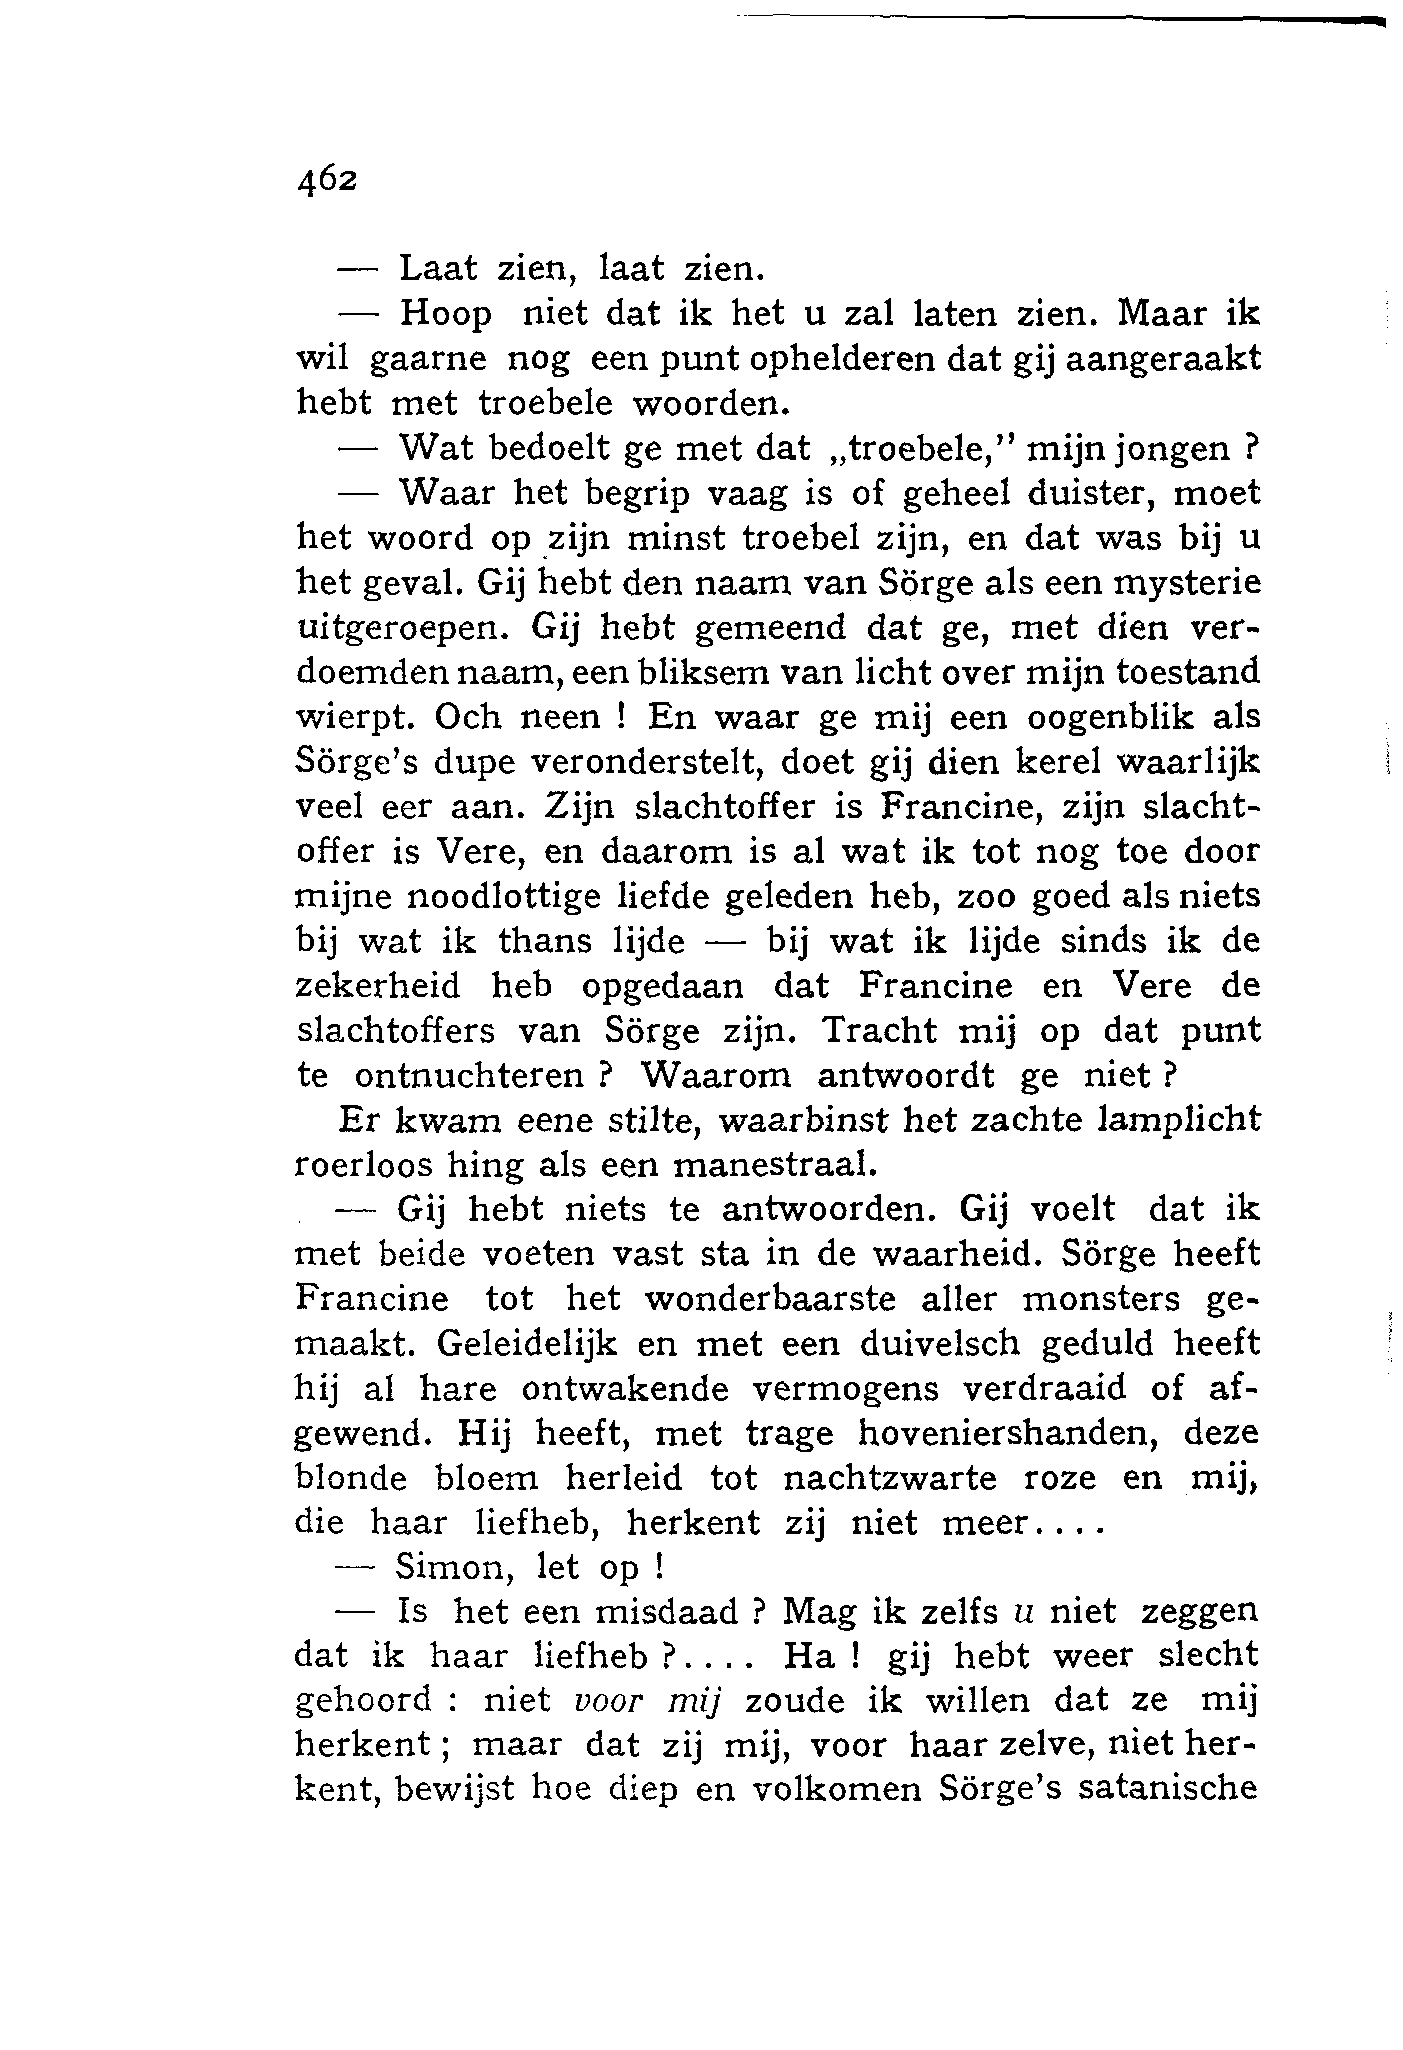 462
— Laat zien, laat zien.
— Hoop niet dat ik het u zal laten zien. Maar ik
wil gaarne nog een punt ophelderen dat gij aangeraakt
hebt met troebele woorden.
— Wat bedoelt ge met dat „troebele,” mijn jongen ?
— Waar het begrip vaag is of geheel duister, moet
het woord op zijn minst troebel zijn, en dat was bij u
het geval. Gij hebt den naam van Sörge als een mysterie
uitgeroepen. Gij hebt gemeend dat ge, met dien ver-
doemden naam, een bliksem van licht over mijn toestand
wierpt. Och neen ! En waar ge mij een oogenblik als
Sörge's dupe veronderstelt, doet gij dien kerel waarlijk
veel eer aan. Zijn slachtoffer is Francine, zijn slacht-
offer is Vere, en daarom is al wat ik tot nog toe door
mijne noodlottige liefde geleden heb, zoo goed als niets
bij wat ik thans lijde — bij wat ik lijde sinds ik de
zekerheid heb opgedaan dat Francine en Vere de
slachtoffers van Sörge zijn. Tracht mij op dat punt
te ontnuchteren ? Waarom antwoordt ge niet ?
Er kwam eene stilte, waarbinst het zachte lamplicht
roerloos hing als een manestraal.
— Gij hebt niets te antwoorden. Gij voelt dat ik
met beide voeten vast sta in de waarheid. Sörge heeft
Francine tot het wonderbaarste aller monsters ge-
maakt. Geleidelijk en met een duivelsch geduld heeft
hij al hare ontwakende vermogens verdraaid of af-
gewend. Hij heeft, met trage hoveniershanden, deze
blonde bloem herleid tot nachtzwarte roze en mij,
die haar liefheb, herkent zij niet meer....
— Simon, let op !
— Is het een misdaad ? Mag ik zelfs u niet zeggen
dat ik haar liefheb ?.... Ha ! gij hebt weer slecht
gehoord : niet voor mij zoude ik willen dat ze mij
herkent ; maar dat zij mij, voor haar zelve, niet her-
kent, bewijst hoe diep en volkomen Sörge's satanische